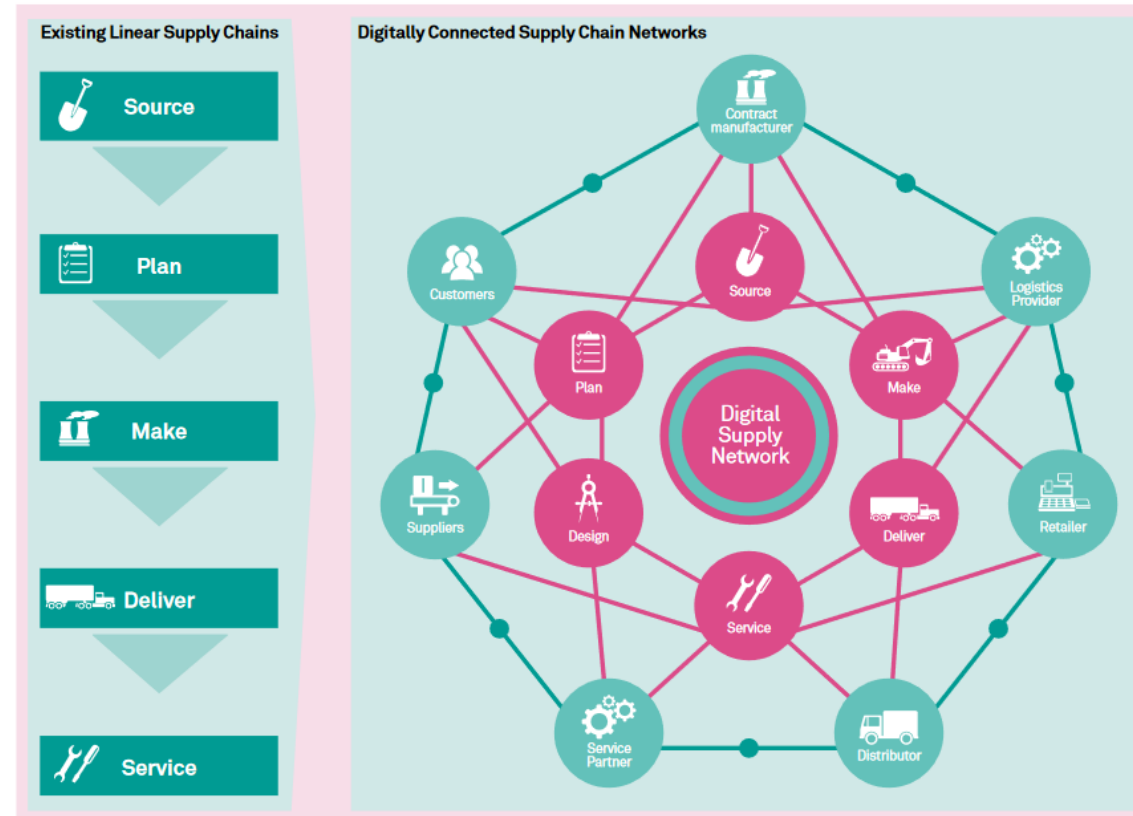 Existing Linear Supply Chains
Source
Plan
Make
Deliver
Service
Digitally Connected Supply Chain Networks
Contract
manufacturer
Customers
Logistics
Provider
Source
Plan
Make
Digital
Supply
Network
Suppliers
Design
Deliver
Retailer
Service
Service
Partner
Distributor